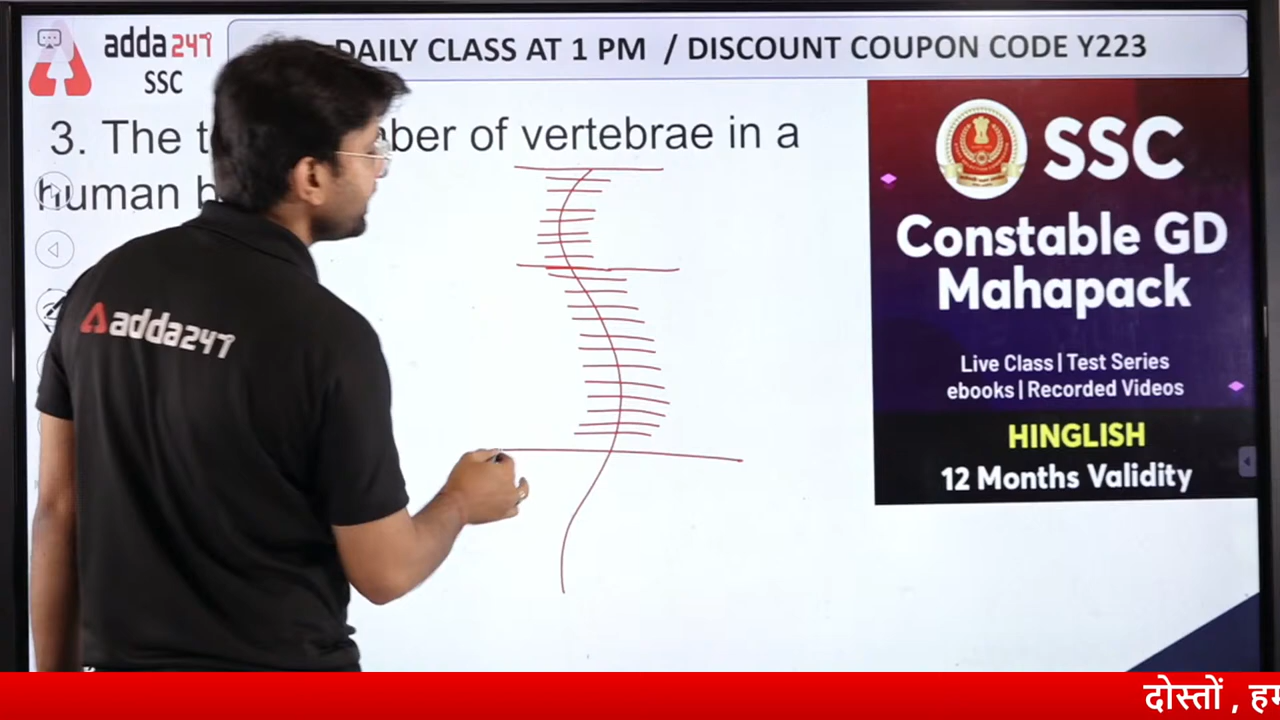 adda247
SSC
DAILY CLASS AT 1 PM / DISCOUNT COUPON CODE Y223
3. The of vertebrae in a
human
adda247
SSC
Constable GD
Mahapack
Live Class | Test Series
ebooks | Recorded Videos
HINGLISH
12 Months Validity
दोस्तों ,